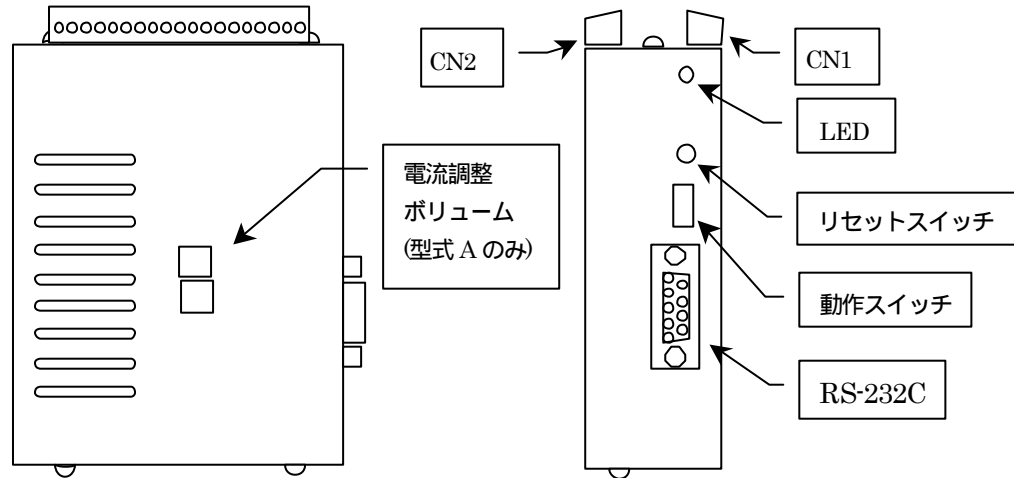 電流調整
ボリューム
(型式 A のみ)
CN2
CN1
LED
リセットスイッチ
動作スイッチ
RS-232C